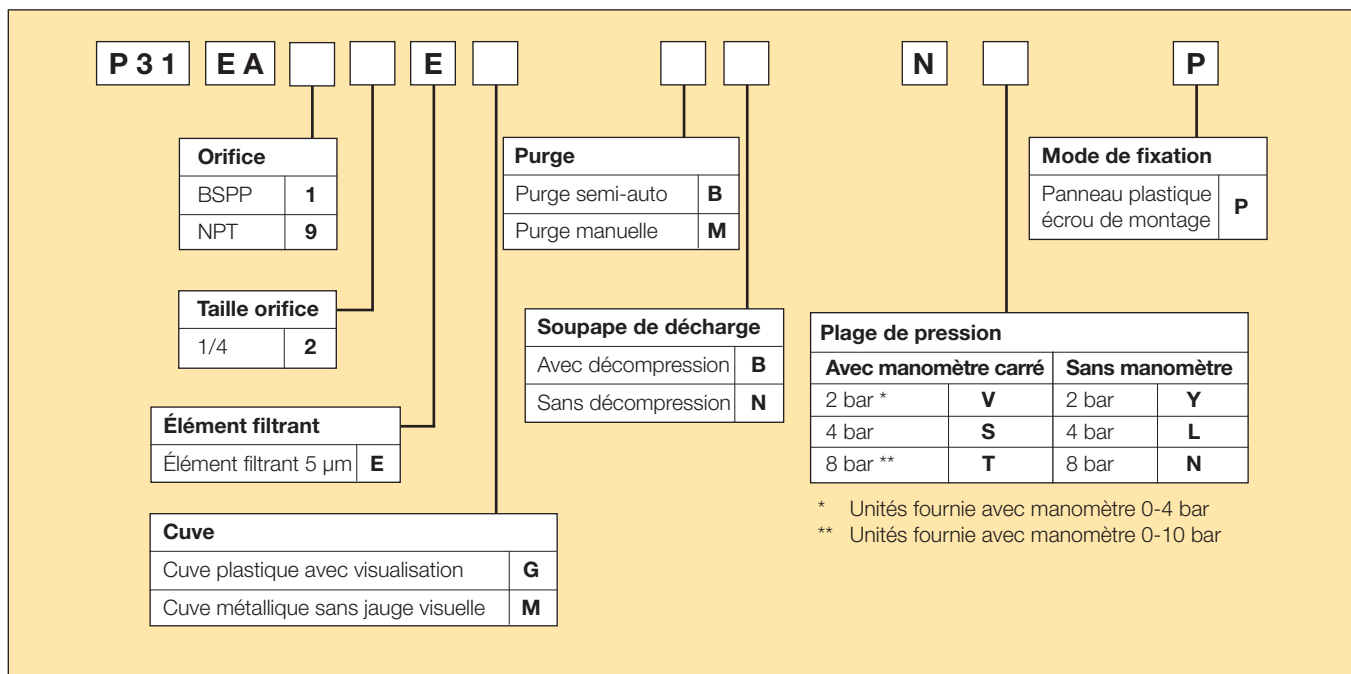 P 3 1 E A E N P
Orifice
BSPP 1
NPT 9
Taille orifice
1/4 2
Élément filtrant
Élément filtrant 5 µm E
Cuve
Cuve plastique avec visualisation G
Cuve métallique sans jauge visuelle M
Purge
Purge semi-auto B
Purge manuelle M
Soupape de décharge
Avec décompression B
Sans décompression N
Plage de pression
Avec manomètre carré Sans manomètre
2 bar * V 2 bar Y
4 bar S 4 bar L
8 bar ** T 8 bar N
* Unités fournie avec manomètre 0-4 bar
** Unités fournie avec manomètre 0-10 bar
Mode de fixation
Panneau plastique
écrou de montage P